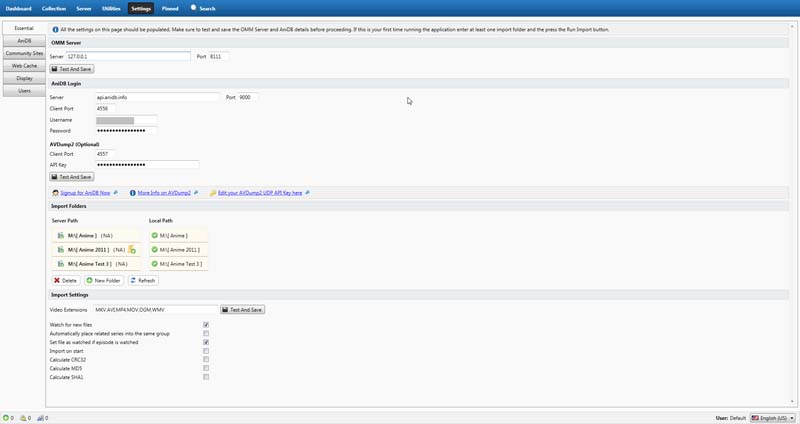 Dashboard Collection Server Utilities Settings Pinned Search
Essential
AniDB
Community Sites
Web Cache
Display
Users
All the settings on this page should be populated. Make sure to test and save the OMM Server and AniDB details before proceeding. If this is your first time running the application enter at least one import folder and the press the Run Import button.
OMM Server
Server 127.0.0.1 Port 8111
Test And Save
AniDB Login
Server api.anidb.info Port 9000
Client Port 4556
Username
Password ●●●●●●●●●●●●●●●●
AVDump2 (Optional)
Client Port 4557
API Key ●●●●●●●●●●●●●●●●
Test And Save
Signup for AniDB Now More Info on AVDump2 Edit your AVDump2 UDP API Key here
Import Folders
Server Path Local Path
M:\[ Anime ] (NA) M:\[ Anime ]
M:\[ Anime 2011 ] (NA) M:\[ Anime 2011 ]
M:\[ Anime Test 3 ] (NA) M:\[ Anime Test 3 ]
Delete New Folder Refresh
Import Settings
Video Extensions MKV,AVI,MP4,MOV,OGM,WMV Test And Save
Watch for new files
Automatically place related series into the same group
Set file as watched if episode is watched
Import on start
Calculate CRC32
Calculate MD5
Calculate SHA1
0 0 0 User: Default English (US)